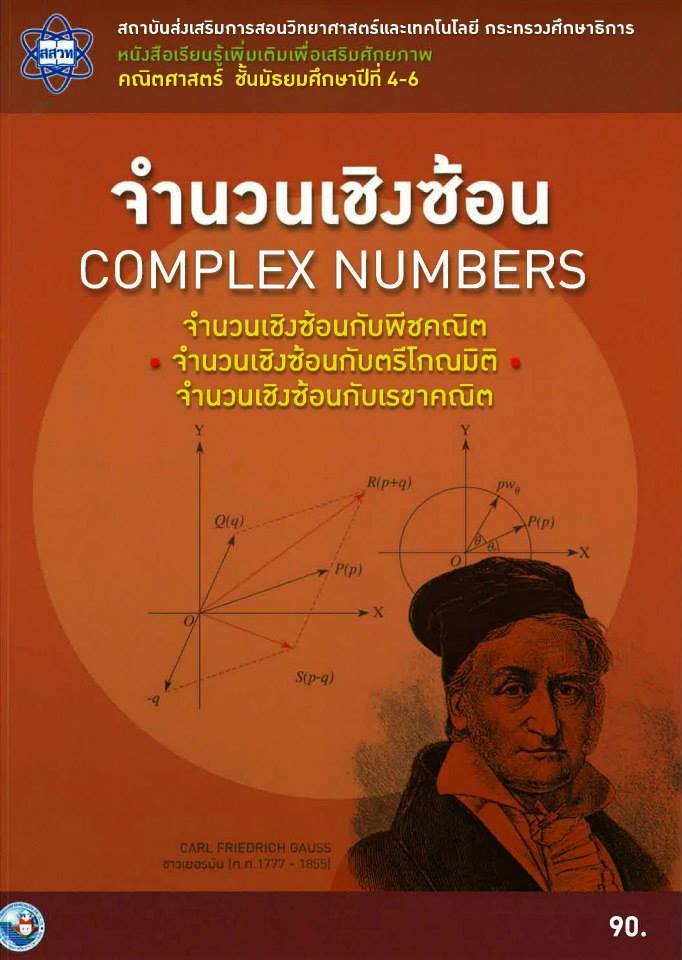 สสวท
สถาบันส่งเสริมการสอนวิทยาศาสตร์และเทคโนโลยี กระทรวงศึกษาธิการ
หนังสือเรียนรู้เพิ่มเติมเพื่อเสริมศักยภาพ
คณิตศาสตร์ ชั้นมัธยมศึกษาปีที่ 4-6
จำนวนเชิงซ้อน
COMPLEX NUMBERS
จำนวนเชิงซ้อนกับพีชคณิต
• จำนวนเชิงซ้อนกับตรีโกณมิติ •
จำนวนเชิงซ้อนกับเรขาคณิต
Y
R(p+q)
Q(q)
P(p)
O
X
S(p-q)
-q
Y
pwθ
P(p)
θ
O
X
CARL FRIEDRICH GAUSS
ชาวเยอรมัน (ค.ศ.1777 - 1855)
90.